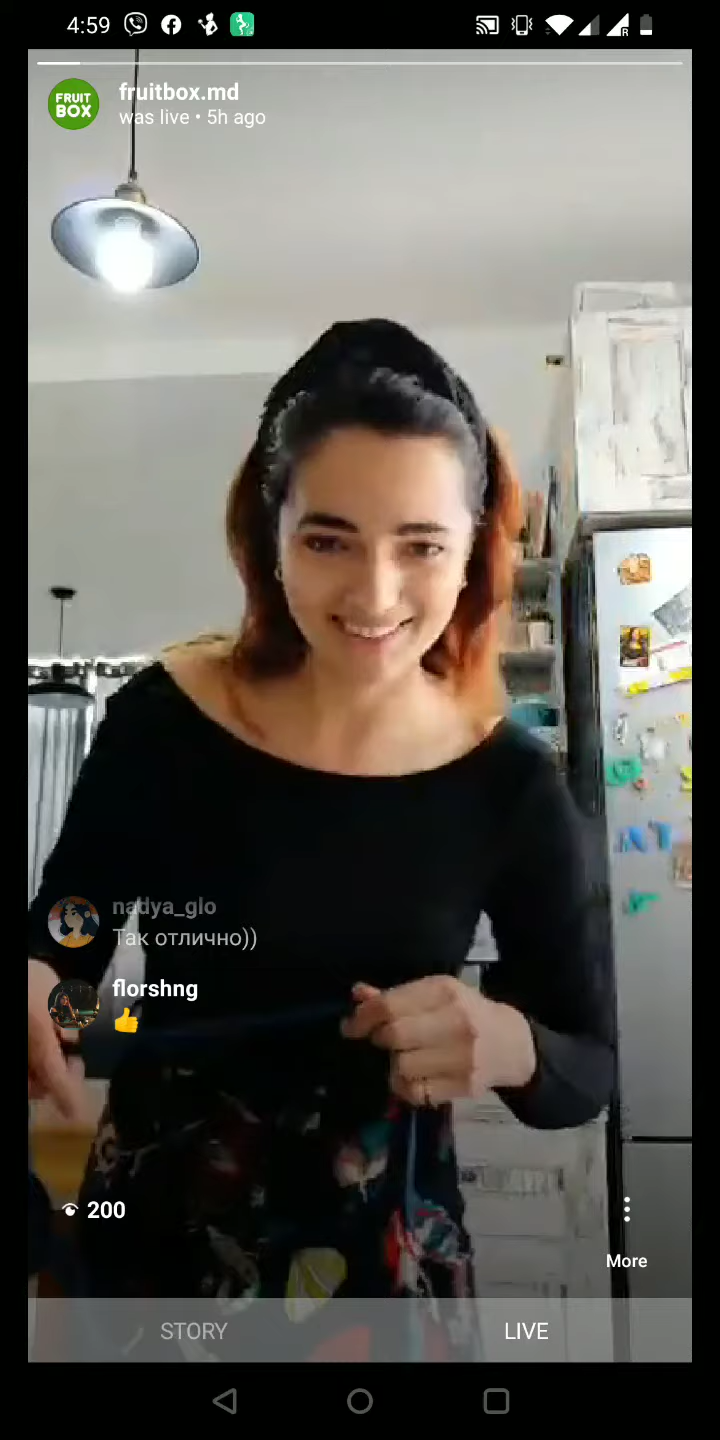 4:59
R
FRUIT
BOX
fruitbox.md
was live • 5h ago
nadya_glo
Так отлично))
florshng
👍
200
More
STORY
LIVE